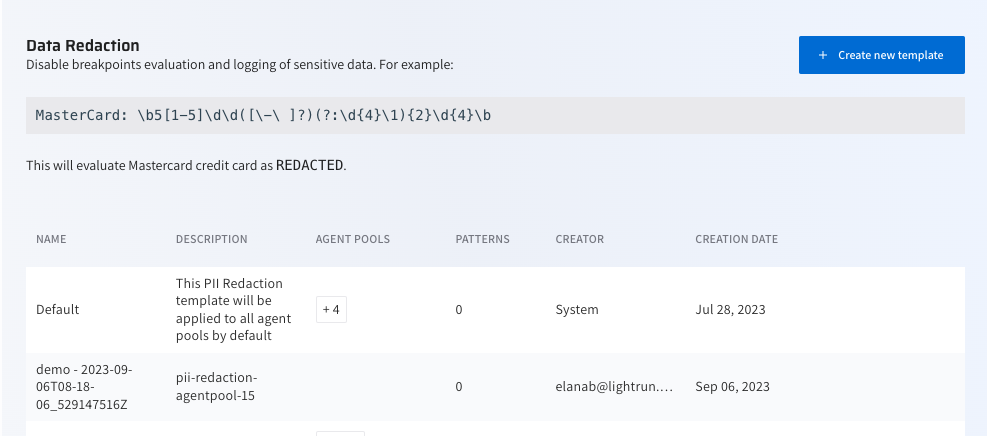 Data Redaction
Disable breakpoints evaluation and logging of sensitive data. For example:
+ Create new template
MasterCard: \b5[1–5]\d\d([\–\ ]?)(?:\d{4}\1){2}\d{4}\b
This will evaluate Mastercard credit card as REDACTED.
NAME DESCRIPTION AGENT POOLS PATTERNS CREATOR CREATION DATE
This PII Redaction
template will be
Default + 4 0 System Jul 28, 2023
applied to all agent
pools by default
demo - 2023-09-
pii-redaction-
06T08-18- 0 elanab@lightrun.... Sep 06, 2023
agentpool-15
06_529147516Z